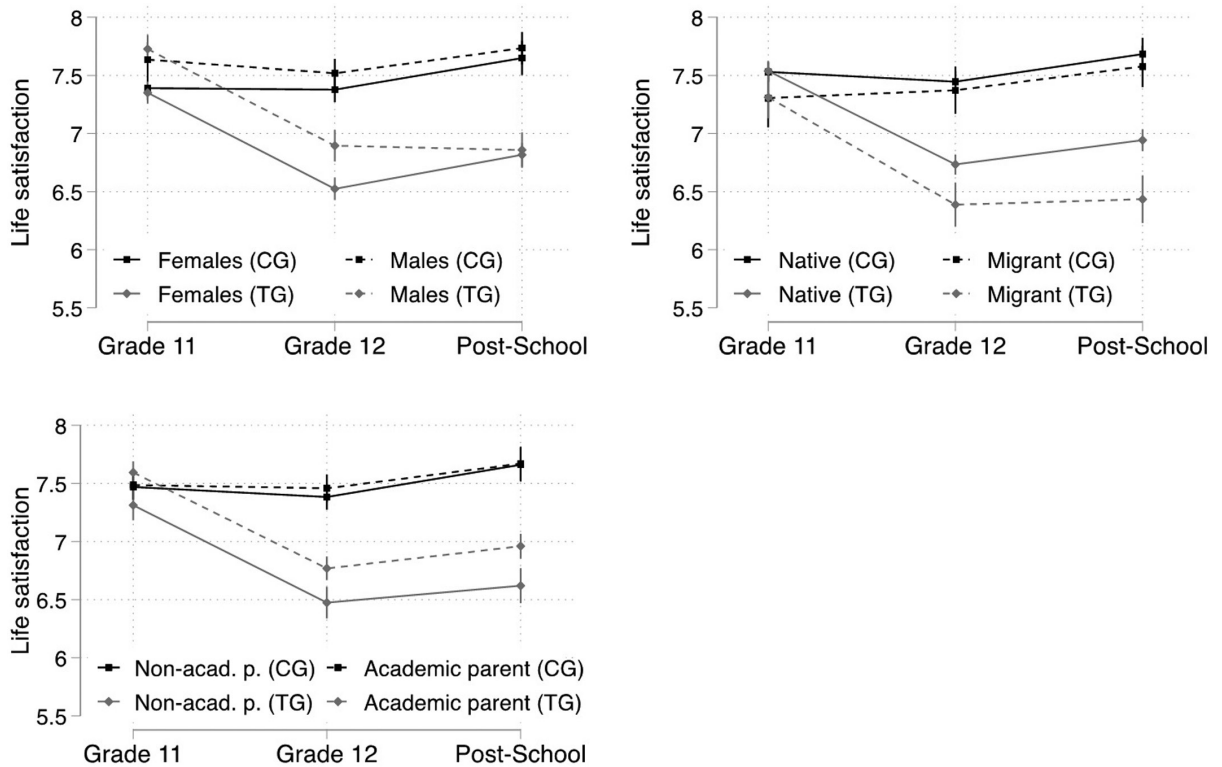 8
7.5
7
6.5
6
5.5
Life satisfaction
Females (CG) Males (CG)
Females (TG) Males (TG)
Grade 11 Grade 12 Post-School
8
7.5
7
6.5
6
5.5
Life satisfaction
Native (CG) Migrant (CG)
Native (TG) Migrant (TG)
Grade 11 Grade 12 Post-School
8
7.5
7
6.5
6
5.5
Life satisfaction
Non-acad. p. (CG) Academic parent (CG)
Non-acad. p. (TG) Academic parent (TG)
Grade 11 Grade 12 Post-School